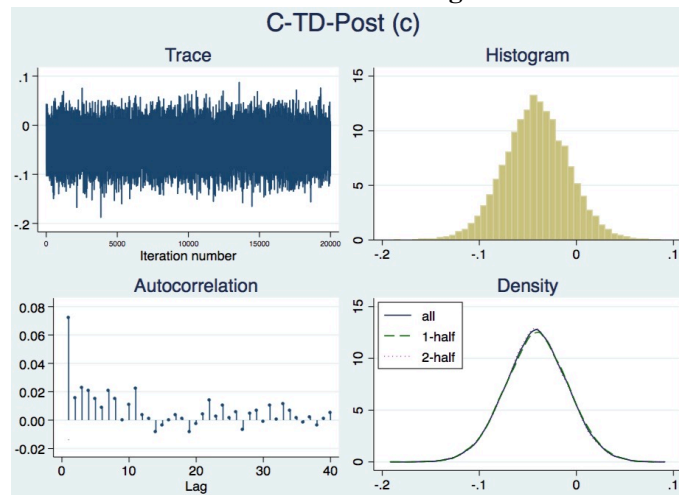 C-TD-Post (c)
Trace
.1
0
-.1
-.2
0 5000 10000 15000 20000
Iteration number
Histogram
15
10
5
0
-.2 -.1 0 .1
Autocorrelation
0.08
0.06
0.04
0.02
0.00
-0.02
0 10 20 30 40
Lag
Density
15
10
5
0
all
1-half
2-half
-.2 -.1 0 .1